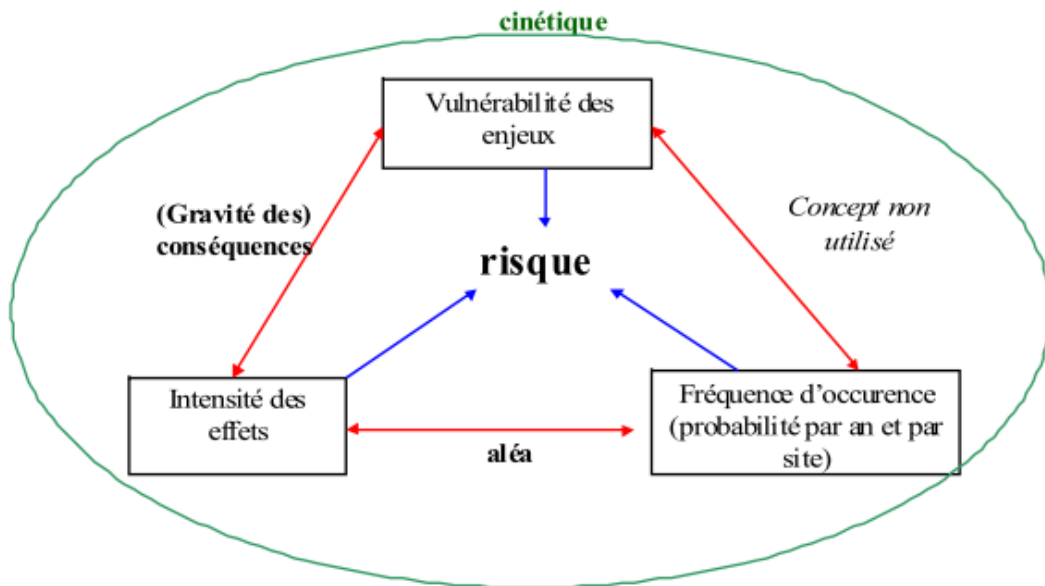 cinétique
Vulnérabilité des
enjeux
(Gravité des)
conséquences
Concept non
utilisé
risque
Intensité des
effets
Fréquence d'occurence
(probabilité par an et par
site)
aléa